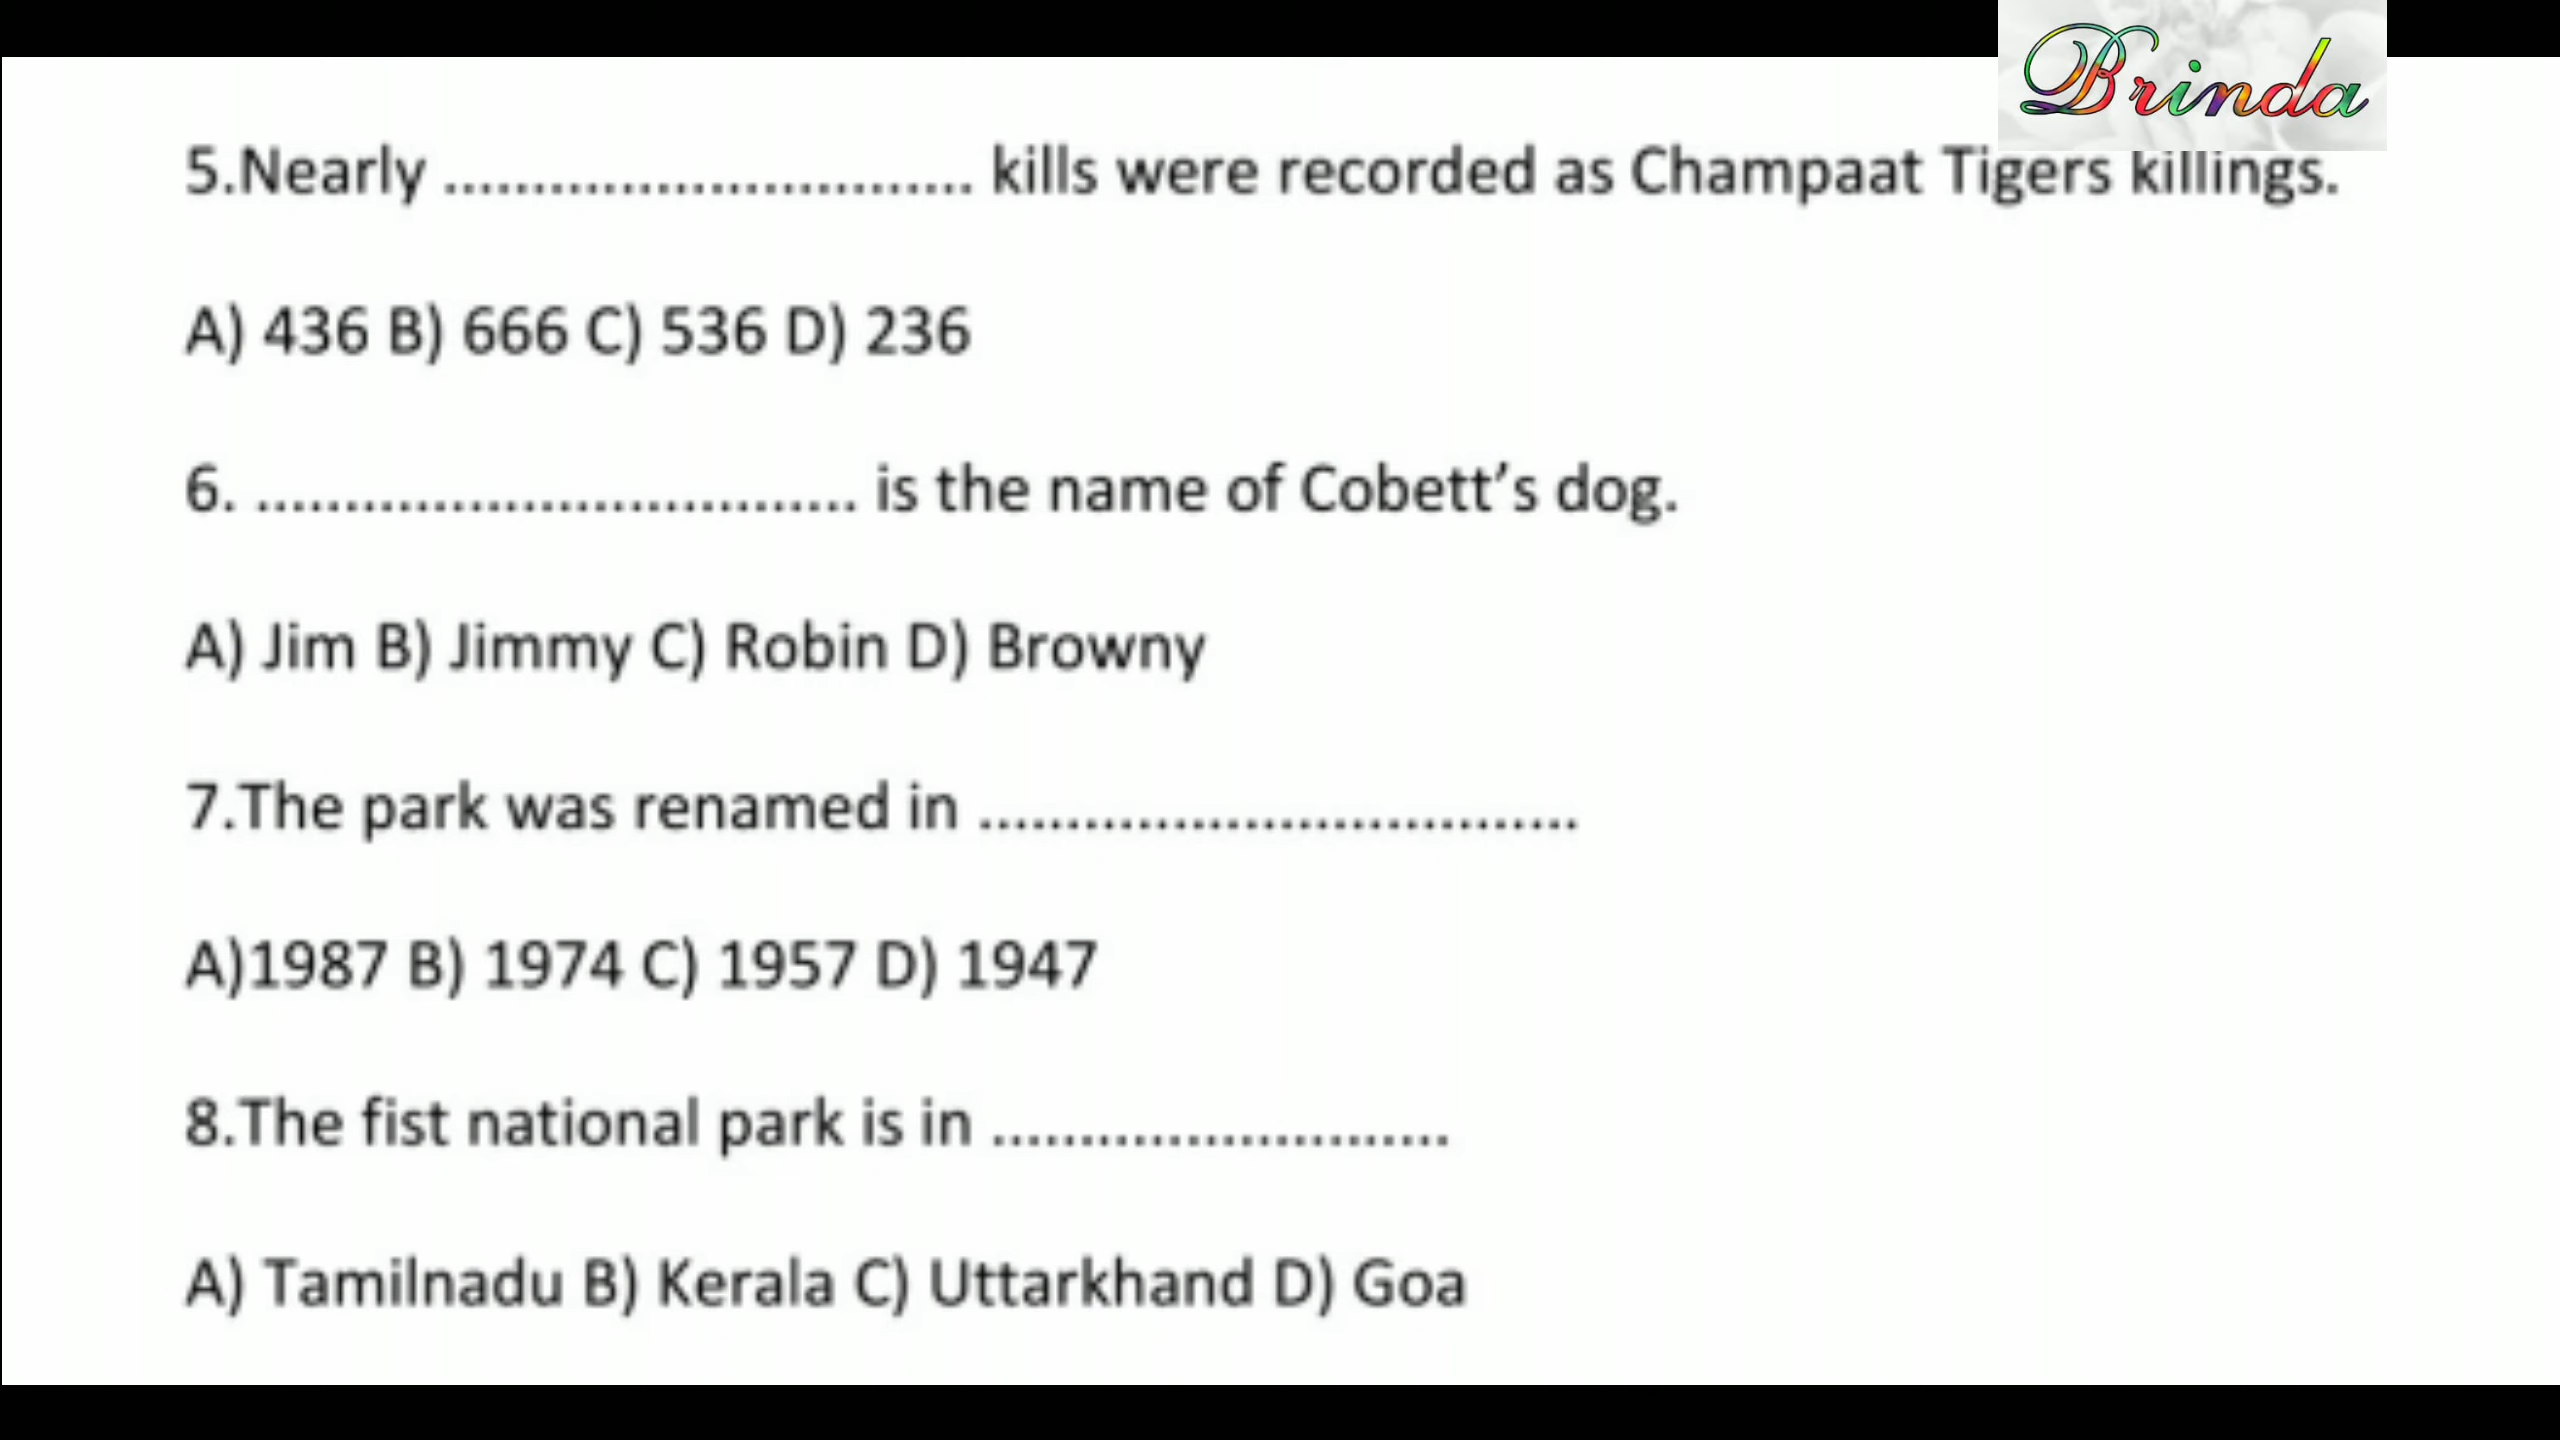 Brinda
5.Nearly .............................. kills were recorded as Champaat Tigers killings.
A) 436 B) 666 C) 536 D) 236
6. .................................. is the name of Cobett’s dog.
A) Jim B) Jimmy C) Robin D) Browny
7.The park was renamed in ..................................
A)1987 B) 1974 C) 1957 D) 1947
8.The fist national park is in ..........................
A) Tamilnadu B) Kerala C) Uttarkhand D) Goa